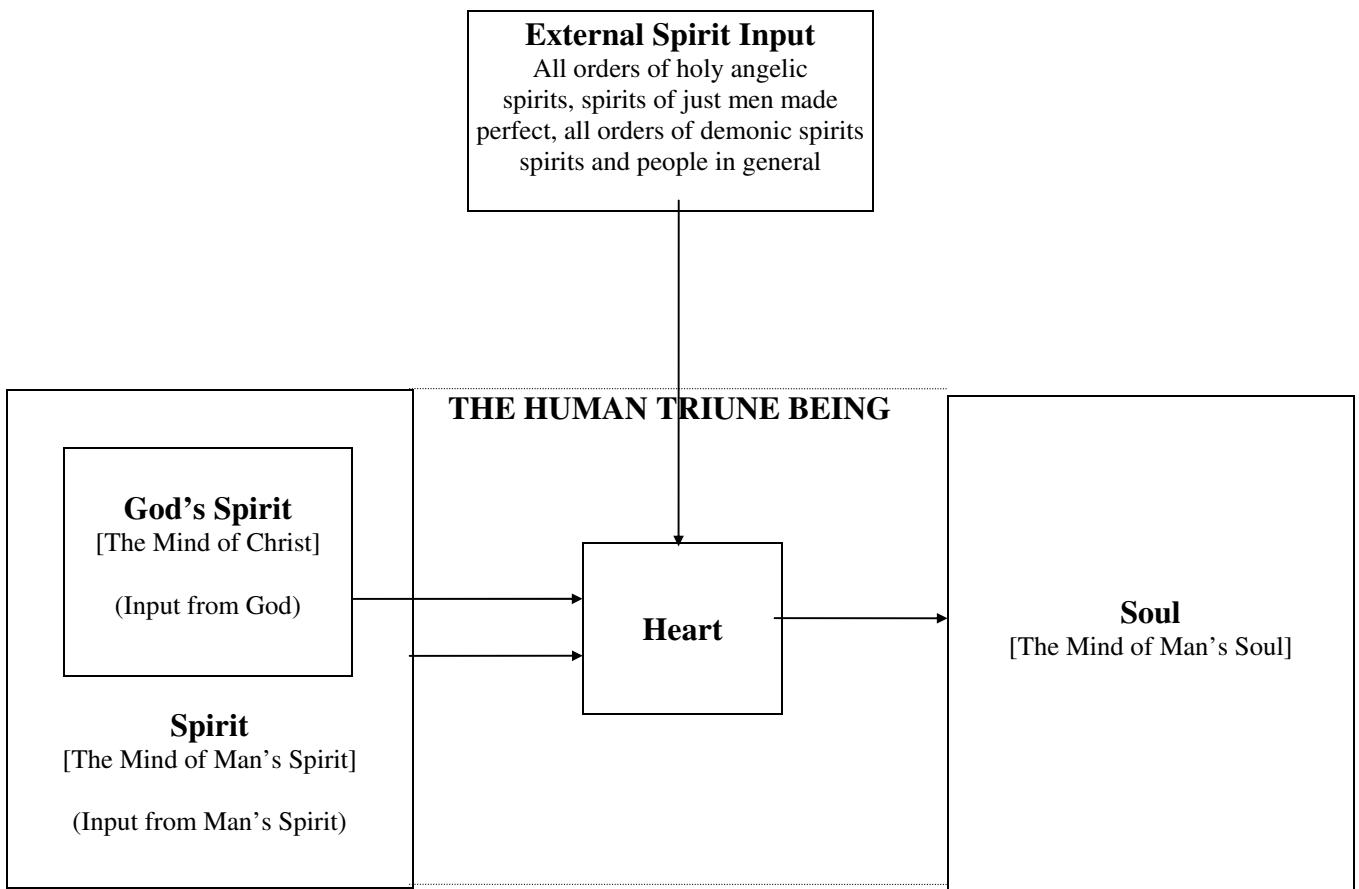 External Spirit Input
All orders of holy angelic
spirits, spirits of just men made
perfect, all orders of demonic spirits
spirits and people in general
THE HUMAN TRIUNE BEING
God’s Spirit
[The Mind of Christ]
(Input from God)
Spirit
[The Mind of Man’s Spirit]
(Input from Man’s Spirit)
Heart
Soul
[The Mind of Man’s Soul]